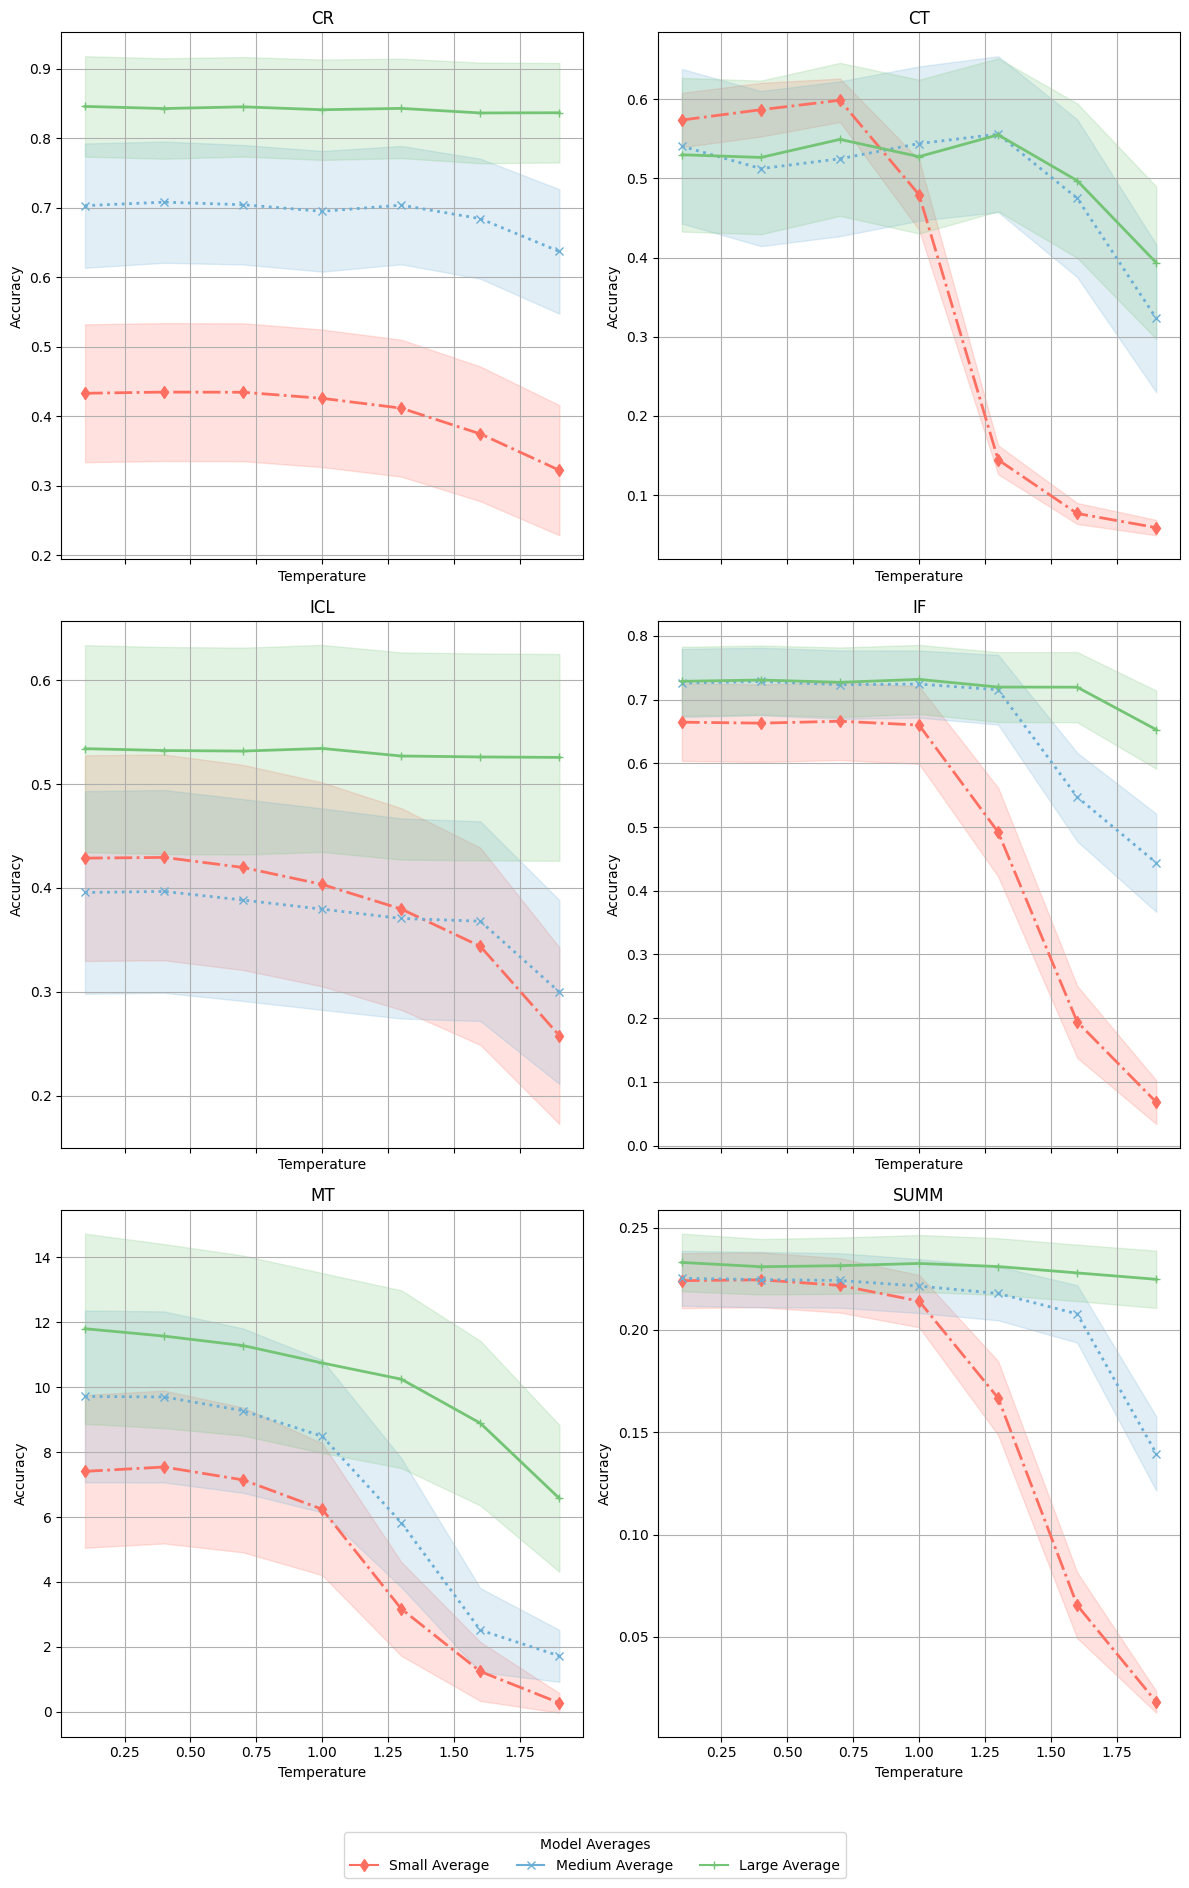 CR
0.9
0.8
0.7
0.6
0.5
0.4
0.3
0.2
Accuracy
Temperature
CT
0.6
0.5
0.4
0.3
0.2
0.1
Accuracy
Temperature
ICL
0.6
0.5
0.4
0.3
0.2
Accuracy
Temperature
IF
0.8
0.7
0.6
0.5
0.4
0.3
0.2
0.1
0.0
Accuracy
Temperature
MT
14
12
10
8
6
4
2
0
Accuracy
0.25 0.50 0.75 1.00 1.25 1.50 1.75
Temperature
SUMM
0.25
0.20
0.15
0.10
0.05
Accuracy
0.25 0.50 0.75 1.00 1.25 1.50 1.75
Temperature
Model Averages
Small Average Medium Average Large Average